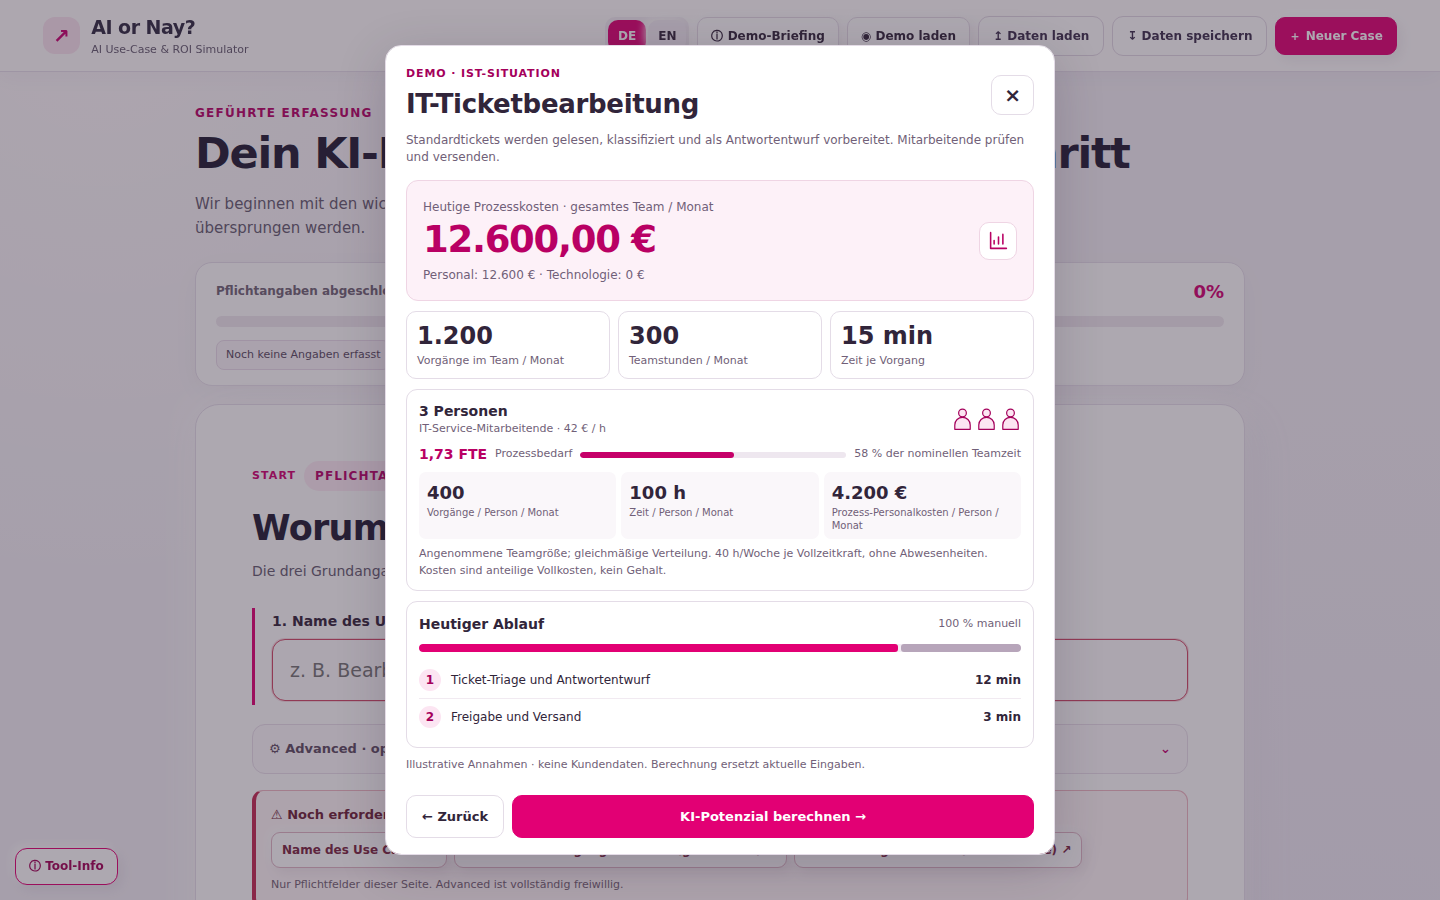 AI or Nay?
AI Use-Case & ROI Simulator
DE EN
ⓘ Demo-Briefing
◉ Demo laden
↥ Daten laden
↧ Daten speichern
+ Neuer Case
GEFÜHRTE ERFASSUNG
Dein KI-
ritt
Wir beginnen mit den
übersprungen werden.
Pflichtangaben
0%
Noch keine Angaben erfasst
START
Worum
Die drei
1. Name des
z. B.
⚙ Advanced
⚠ Noch
Name des Use
Nur Pflichtfelder dieser Seite. Advanced ist vollständig freiwillig.
ⓘ Tool-Info
DEMO · IST-SITUATION
IT-Ticketbearbeitung
×
Standardtickets werden gelesen, klassifiziert und als Antwortentwurf vorbereitet. Mitarbeitende prüfen
und versenden.
Heutige Prozesskosten · gesamtes Team / Monat
12.600,00 €
Personal: 12.600 € · Technologie: 0 €
1.200
Vorgänge im Team / Monat
300
Teamstunden / Monat
15 min
Zeit je Vorgang
3 Personen
IT-Service-Mitarbeitende · 42 € / h
1,73 FTE Prozessbedarf
58 % der nominellen Teamzeit
400
Vorgänge / Person / Monat
100 h
Zeit / Person / Monat
4.200 €
Prozess-Personalkosten / Person /
Monat
Angenommene Teamgröße; gleichmäßige Verteilung. 40 h/Woche je Vollzeitkraft, ohne Abwesenheiten.
Kosten sind anteilige Vollkosten, kein Gehalt.
Heutiger Ablauf
100 % manuell
1 Ticket-Triage und Antwortentwurf 12 min
2 Freigabe und Versand 3 min
Illustrative Annahmen · keine Kundendaten. Berechnung ersetzt aktuelle Eingaben.
← Zurück
KI-Potenzial berechnen →